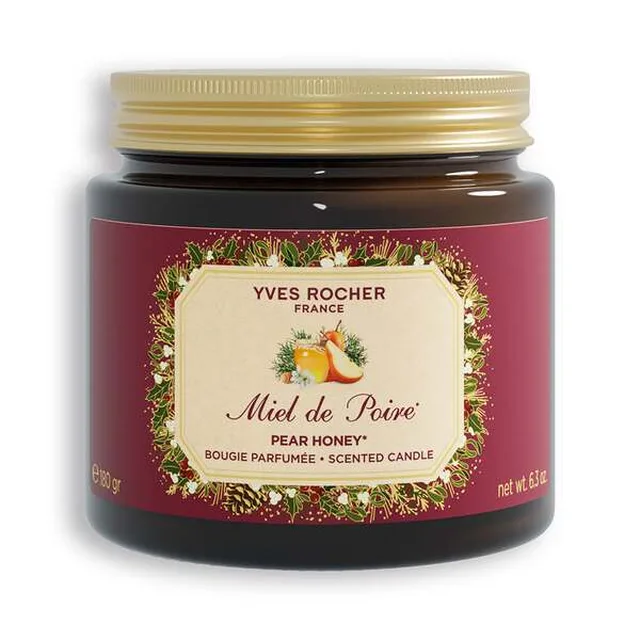 YVES ROCHER
FRANCE
Miel de Poire*
PEAR HONEY*
BOUGIE PARFUMÉE • SCENTED CANDLE
℮ 180 gr
net wt. 6.3 oz.